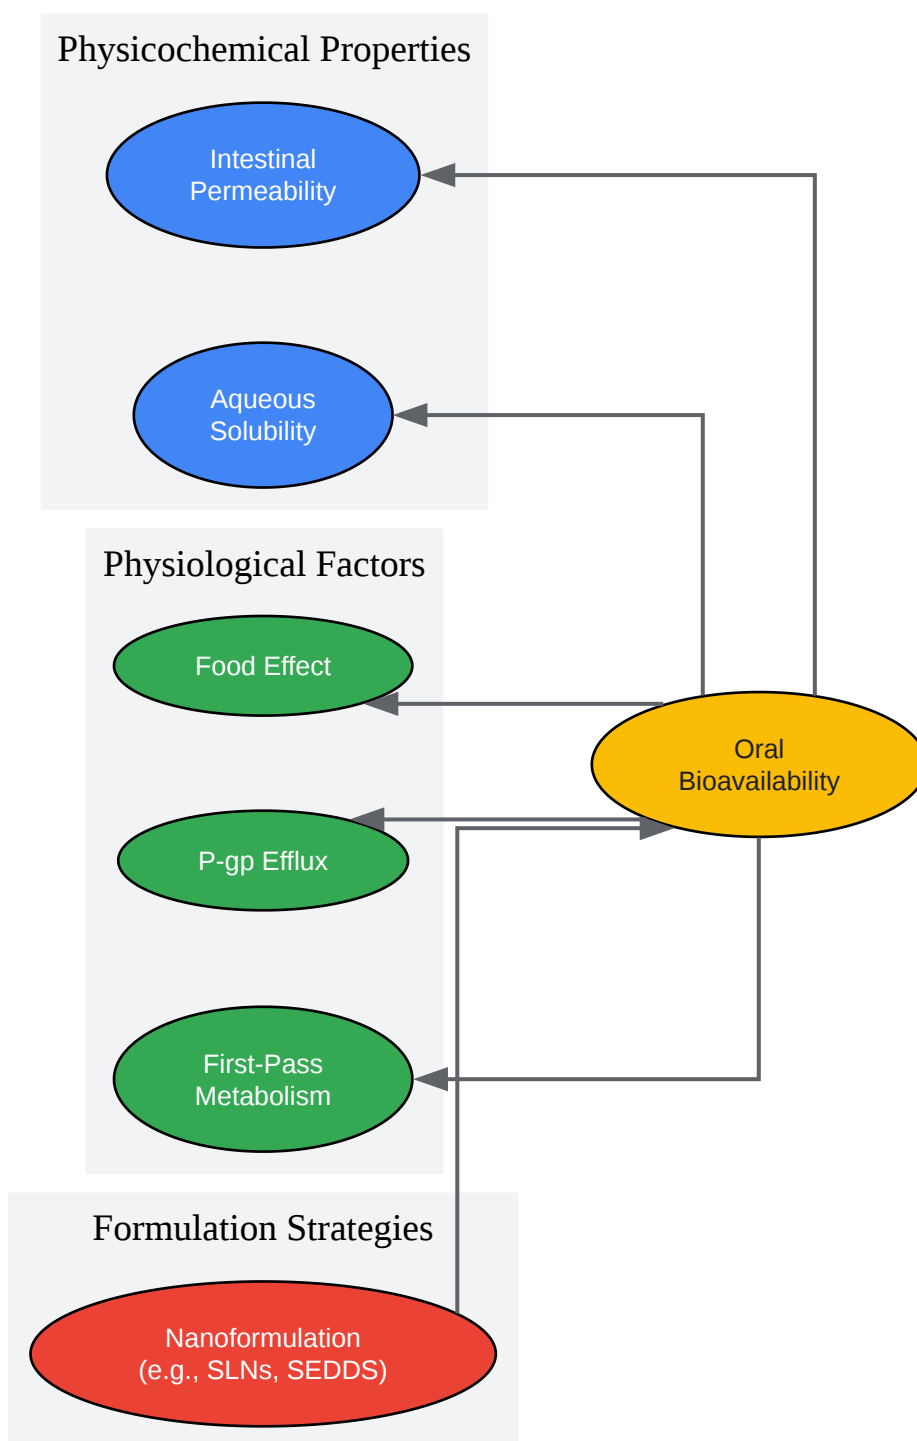 Physicochemical Properties
Intestinal
Permeability
Aqueous
Solubility
Physiological Factors
Food Effect
Oral
Bioavailability
P-gp Efflux
First-Pass
Metabolism
Formulation Strategies
Nanoformulation
(e.g., SLNs, SEDDS)